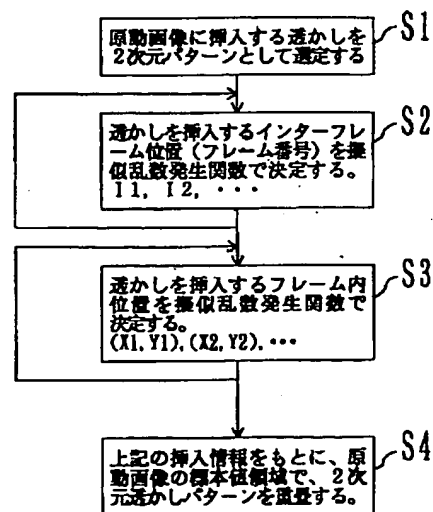 S1
原動画像に挿入する透かしを
2次元パターンとして選定する
S2
透かしを挿入するインターフレ
ーム位置(フレーム番号)を擬
似乱数発生関数で決定する。
I1, I2, ・・・
S3
透かしを挿入するフレーム内
位置を擬似乱数発生関数で
決定する。
(X1,Y1),(X2,Y2).・・・
S4
上記の挿入情報をもとに、原
動画像の標本値領域で、2次
元透かしパターンを重畳する。